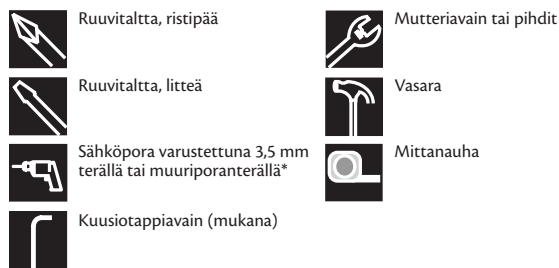 Ruuvitaltta, ristipää
Ruuvitaltta, litteä
Sähköpora varustettuna 3,5 mm
terällä tai muuriporanterällä*
Kuusiotappiavain (mukana)
Mutteriavain tai pihdit
Vasara
Mittanauha